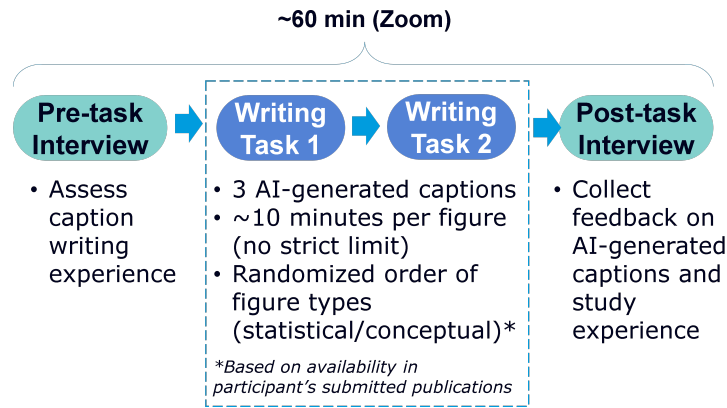 ~60 min (Zoom)
Pre-task
Interview
Writing
Task 1
Writing
Task 2
Post-task
Interview
• Assess
caption
writing
experience
• 3 AI-generated captions
• ~10 minutes per figure
(no strict limit)
• Randomized order of
figure types
(statistical/conceptual)*
*Based on availability in
participant's submitted publications
• Collect
feedback on
AI-generated
captions and
study
experience